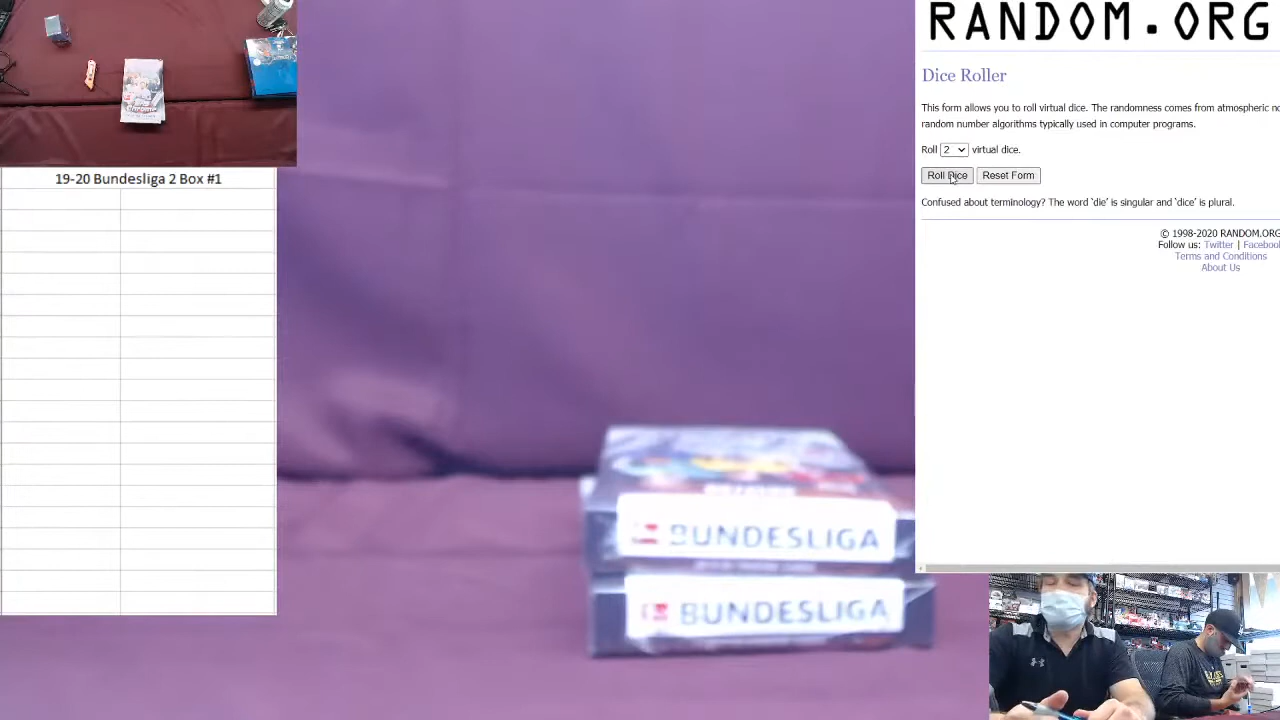 19-20 Bundesliga 2 Box #1
BUNDESLIGA
BUNDESLIGA
RANDOM.ORG
Dice Roller
This form allows you to roll virtual dice. The randomness comes from atmospheric no
random number algorithms typically used in computer programs.
Roll 2 virtual dice.
Roll Dice Reset Form
Confused about terminology? The word ‘die’ is singular and ‘dice’ is plural.
© 1998-2020 RANDOM.ORG
Follow us: Twitter | Facebook
Terms and Conditions
About Us